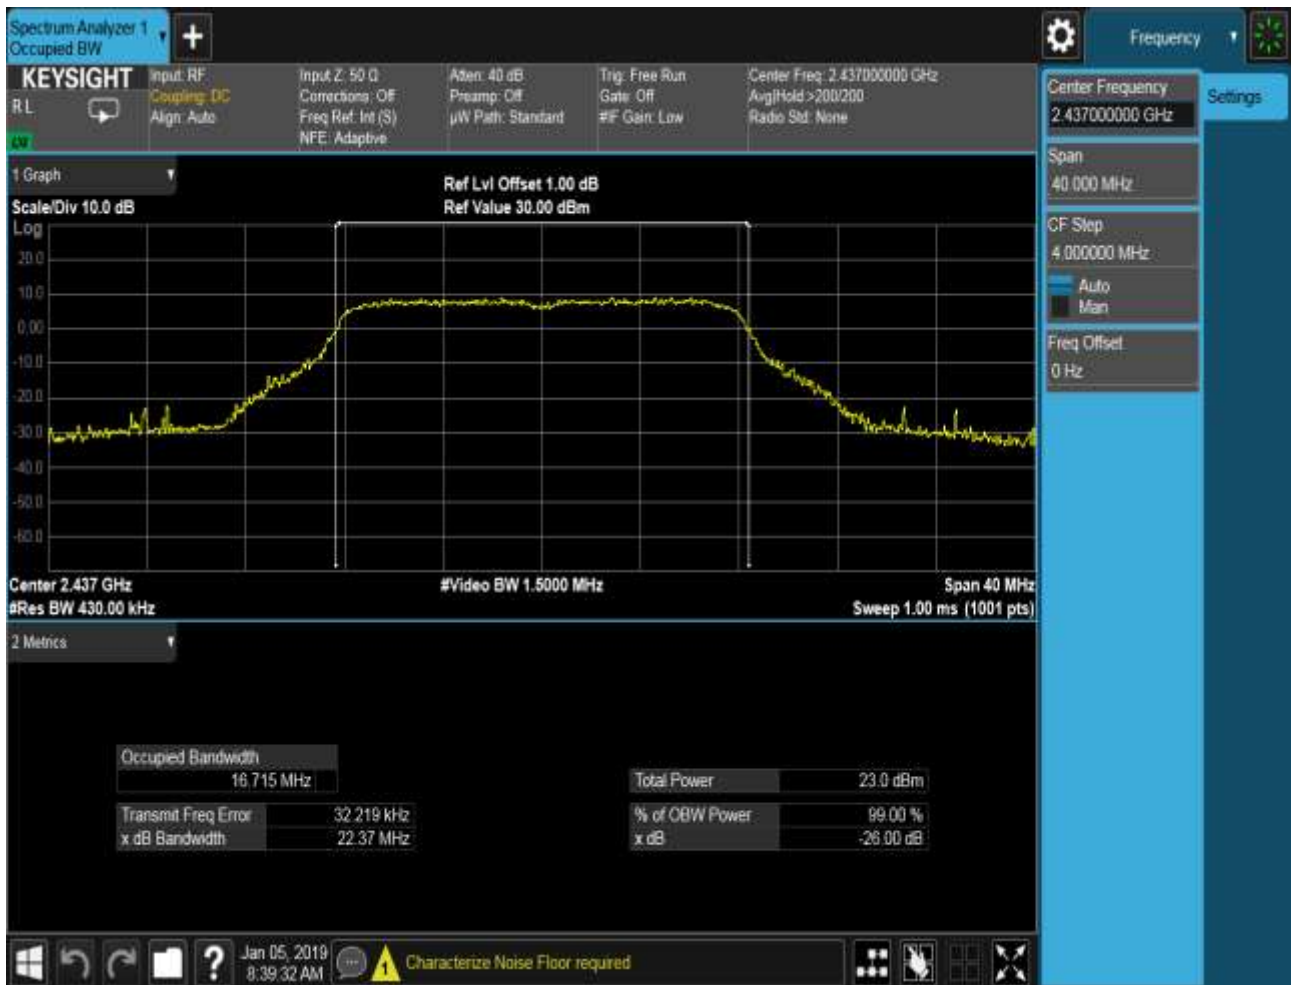 Spectrum Analyzer 1
Occupied BW
+
Frequency
KEYSIGHT
R L
Input: RF
Coupling: DC
Align: Auto
Input Z: 50 Ω
Corrections: Off
Freq Ref: Int (S)
NFE: Adaptive
Atten: 40 dB
Preamp: Off
µW Path: Standard
Trig: Free Run
Gate: Off
#IF Gain: Low
Center Freq: 2.437000000 GHz
Avg|Hold >200/200
Radio Std: None
Center Frequency
2.437000000 GHz
Settings
Span
40.000 MHz
CF Step
4.000000 MHz
Auto
Man
Freq Offset
0 Hz
1 Graph
Scale/Div 10.0 dB
Ref Lvl Offset 1.00 dB
Ref Value 30.00 dBm
Log
20.0
10.0
0.00
-10.0
-20.0
-30.0
-40.0
-50.0
-60.0
Center 2.437 GHz
#Res BW 430.00 kHz
#Video BW 1.5000 MHz
Span 40 MHz
Sweep 1.00 ms (1001 pts)
2 Metrics
Occupied Bandwidth
16.715 MHz
Transmit Freq Error 32.219 kHz
x dB Bandwidth 22.37 MHz
Total Power 23.0 dBm
% of OBW Power 99.00 %
x dB -26.00 dB
?
Jan 05, 2019
8:39:32 AM
1
Characterize Noise Floor required